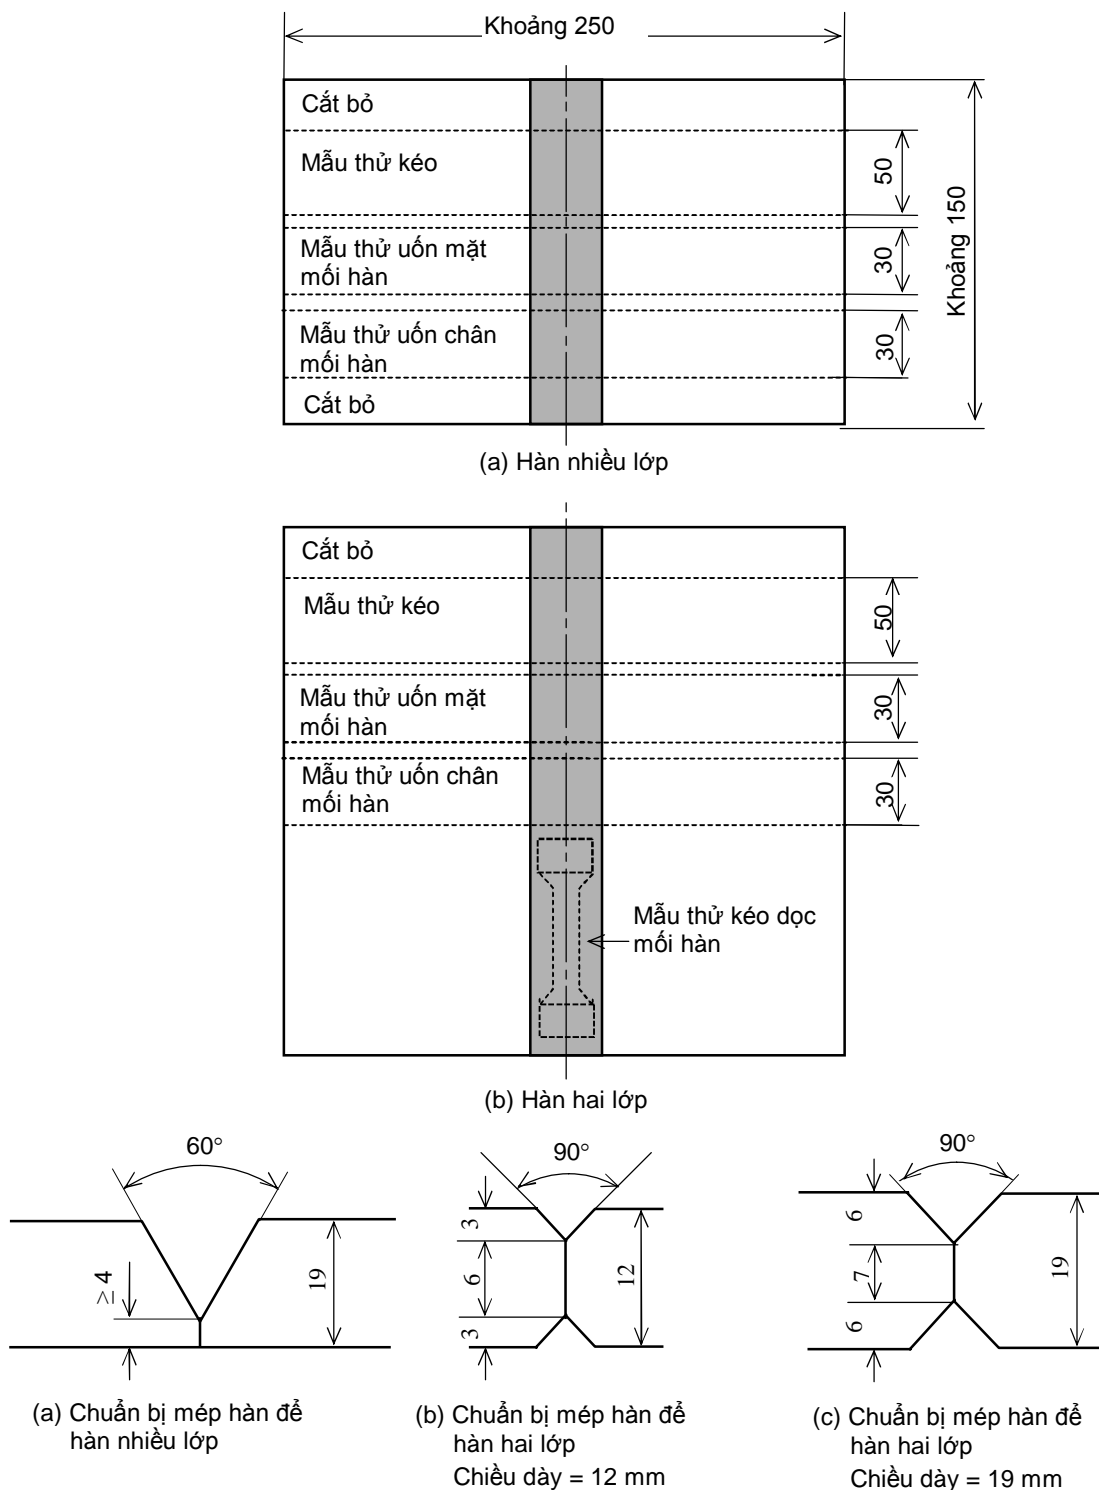 Khoảng 250
Cắt bỏ
Mẫu thử kéo
50
Mẫu thử uốn mặt
mối hàn
30
Khoảng 150
Mẫu thử uốn chân
mối hàn
30
Cắt bỏ
(a) Hàn nhiều lớp
Cắt bỏ
Mẫu thử kéo
50
Mẫu thử uốn mặt
mối hàn
30
Mẫu thử uốn chân
mối hàn
30
Mẫu thử kéo dọc
mối hàn
(b) Hàn hai lớp
60°
≥ 4
19
90°
3
6
3
12
90°
6
7
6
19
(a) Chuẩn bị mép hàn để
hàn nhiều lớp
(b) Chuẩn bị mép hàn để
hàn hai lớp
Chiều dày = 12 mm
(c) Chuẩn bị mép hàn để
hàn hai lớp
Chiều dày = 19 mm